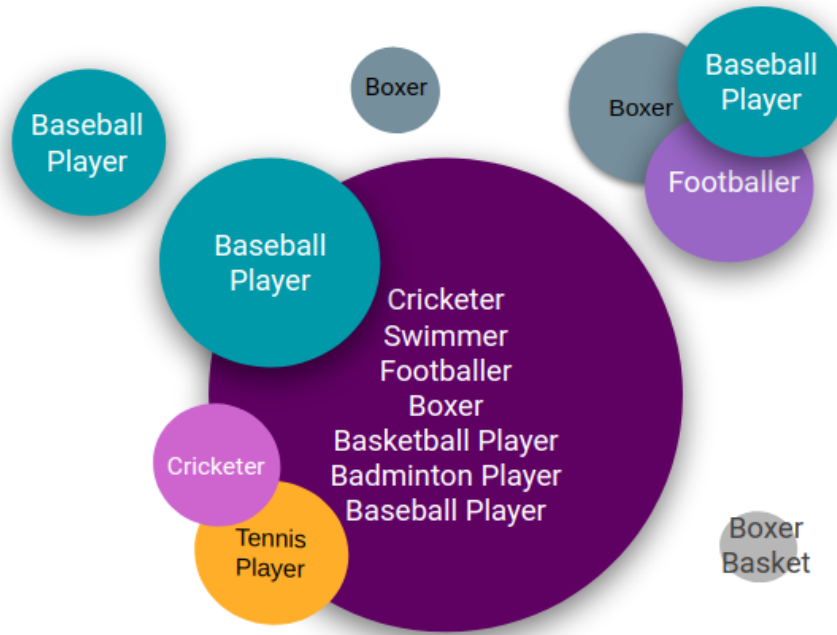 Baseball
Player
Boxer
Boxer
Baseball
Player
Footballer
Baseball
Player
Cricketer
Swimmer
Footballer
Boxer
Basketball Player
Badminton Player
Baseball Player
Cricketer
Tennis
Player
Boxer
Basket